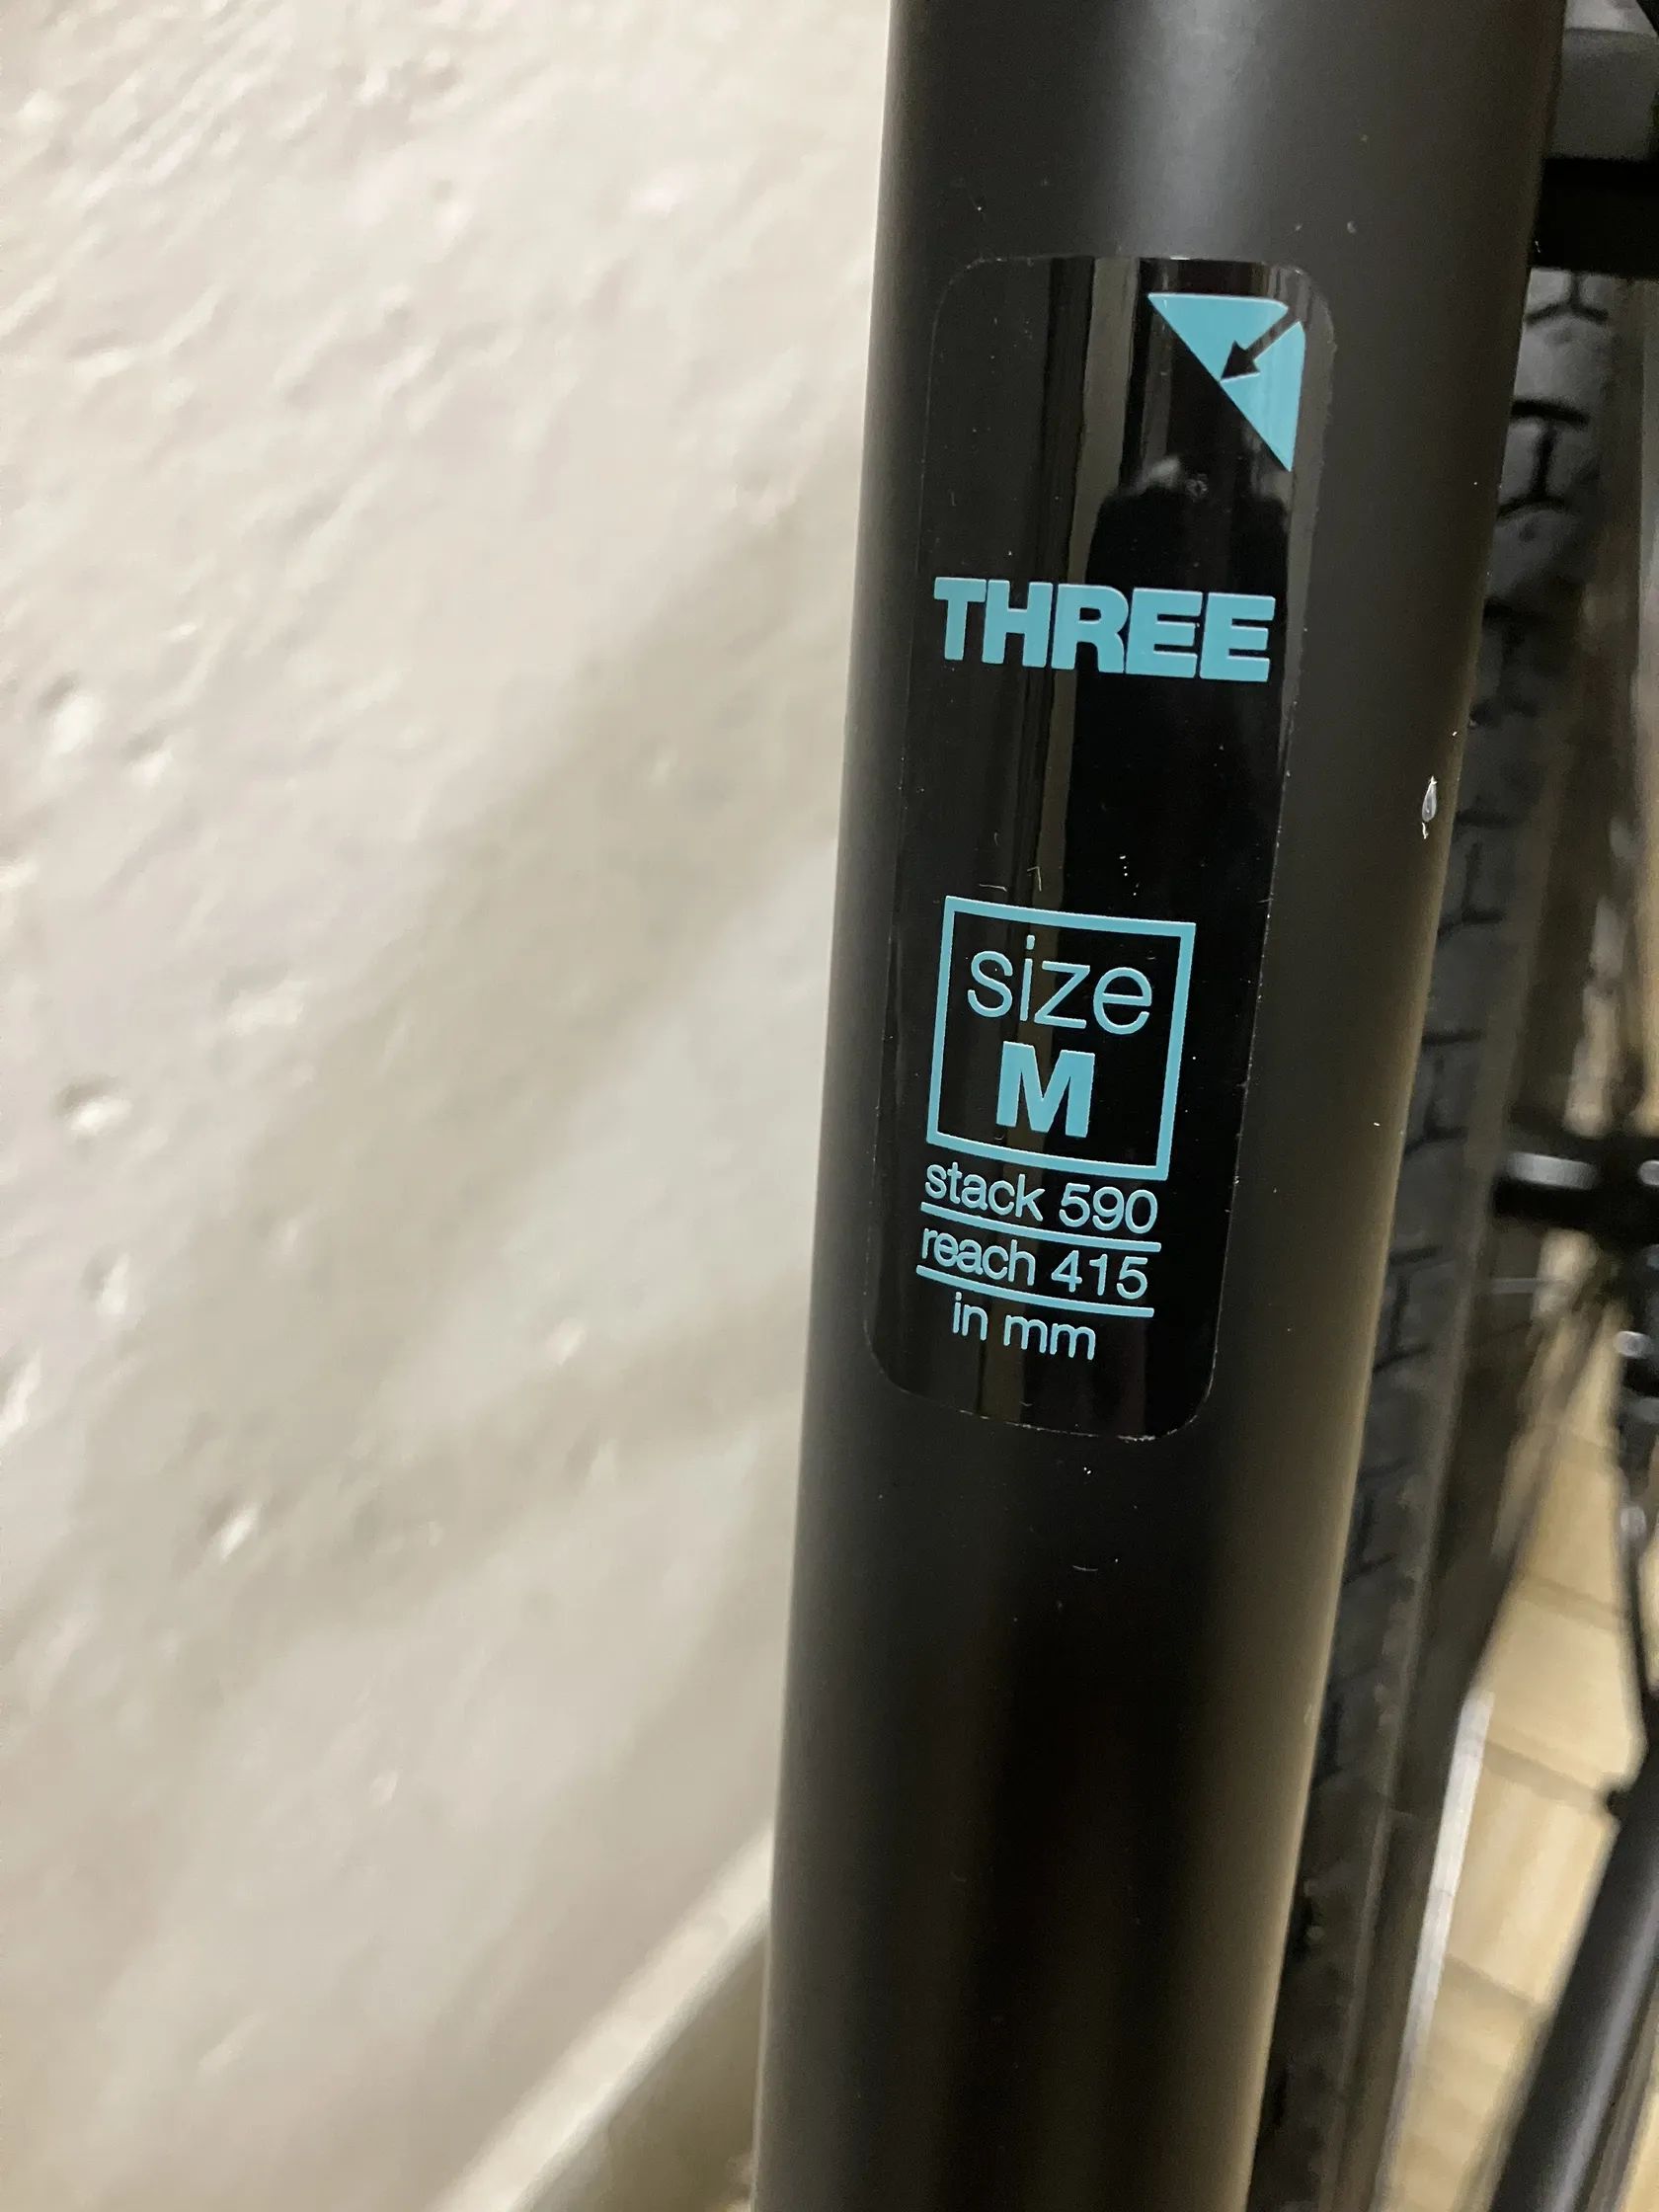 THREE
size
M
stack 590
reach 415
in mm